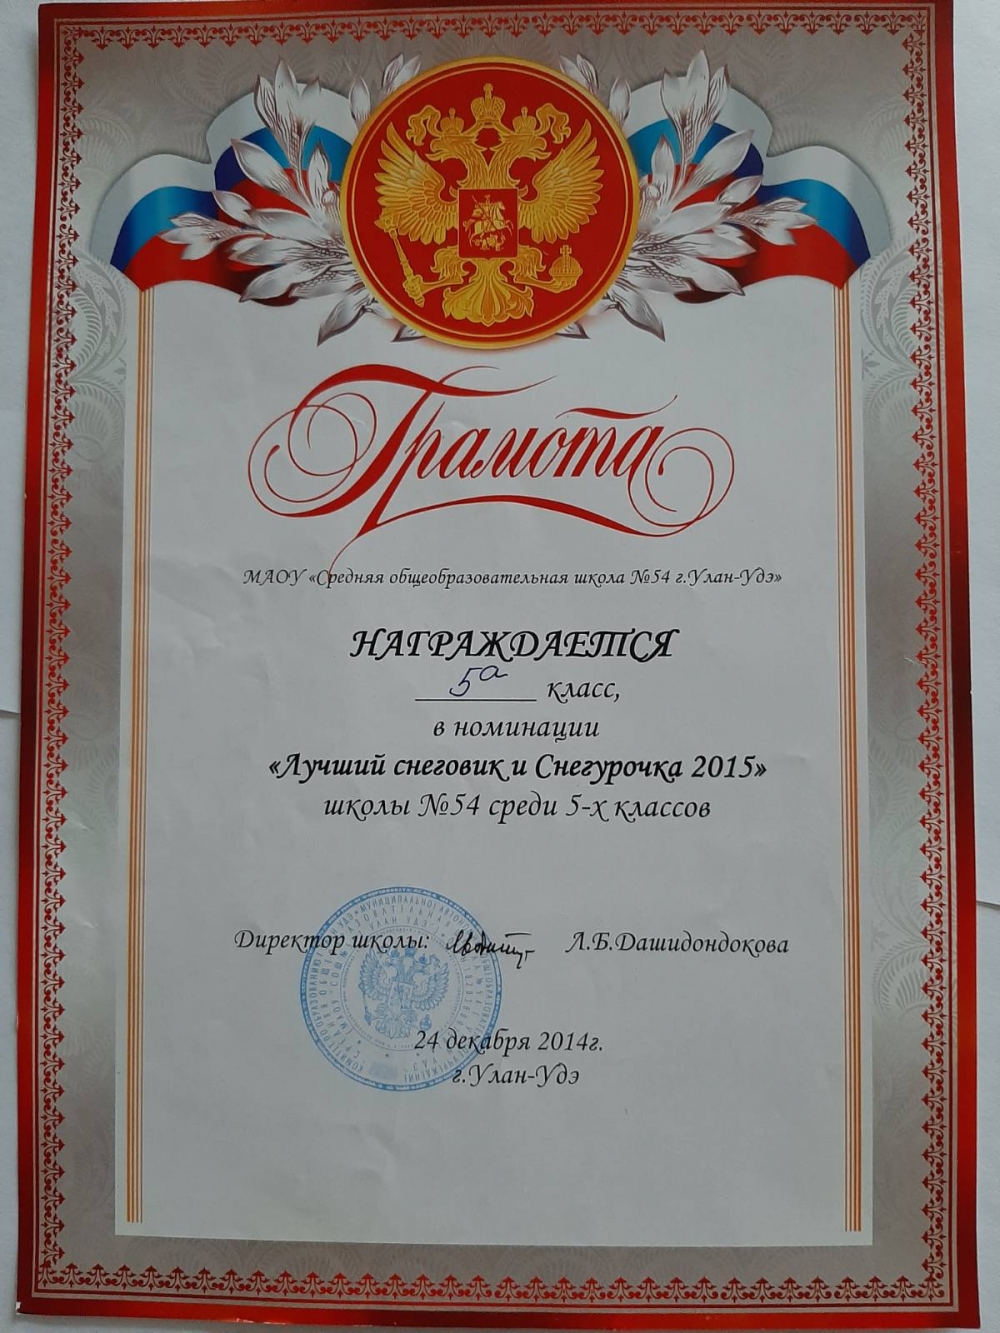 Грамота
МАОУ «Средняя общеобразовательная школа №54 г.Улан-Удэ»
НАГРАЖДАЕТСЯ
5а класс,
в номинации
«Лучший снеговик и Снегурочка 2015»
школы №54 среди 5-х классов
Директор школы: Л.Б.Дашидондокова
24 декабря 2014г.
г.Улан-Удэ